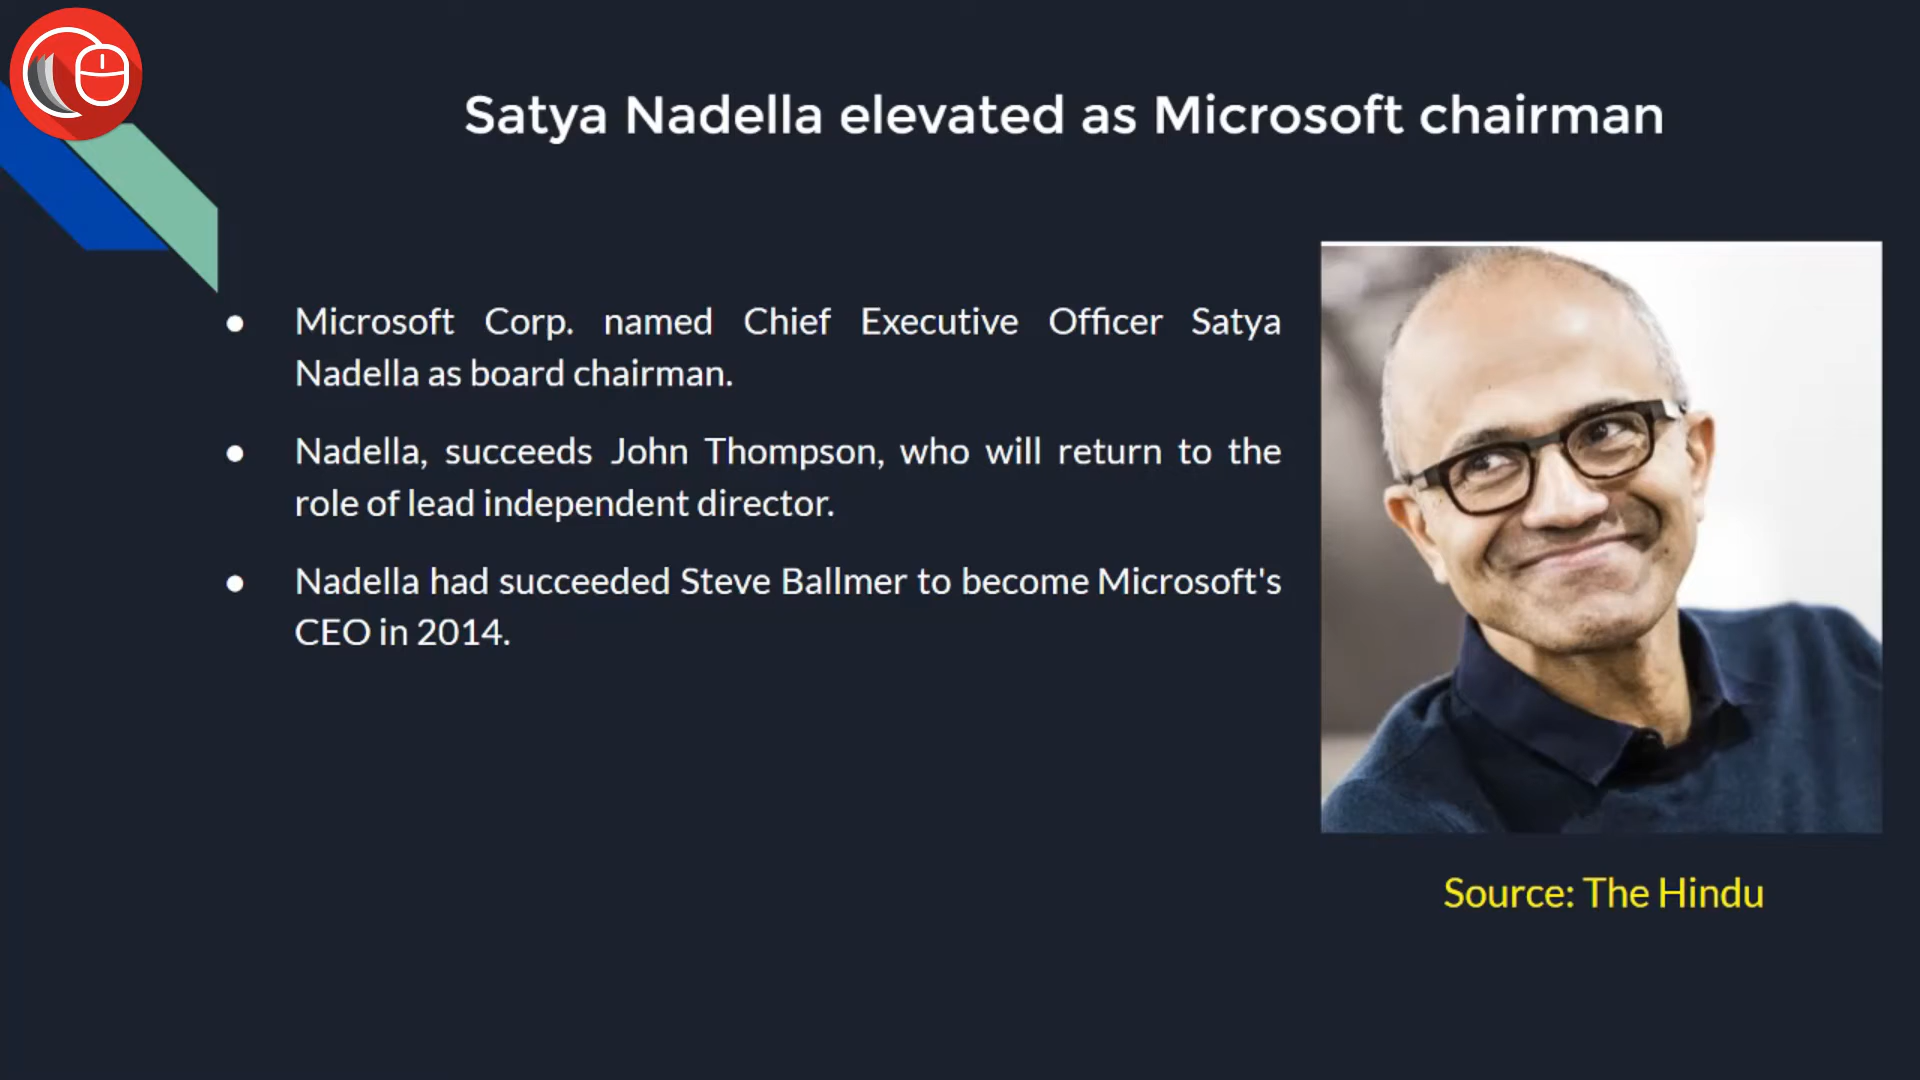 Satya Nadella elevated as Microsoft chairman
● Microsoft Corp. named Chief Executive Officer Satya
Nadella as board chairman.
● Nadella, succeeds John Thompson, who will return to the
role of lead independent director.
● Nadella had succeeded Steve Ballmer to become Microsoft's
CEO in 2014.
Source: The Hindu